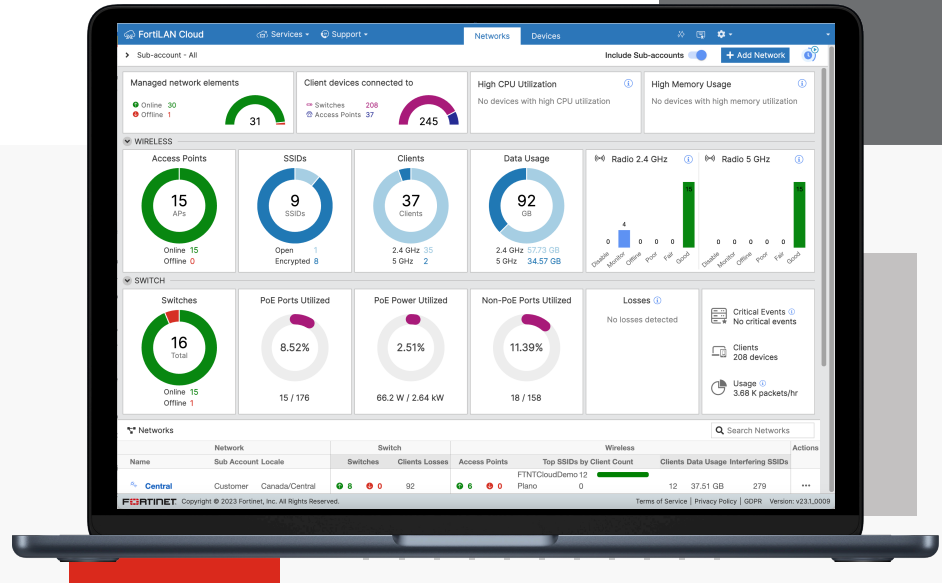 FortiLAN Cloud Services Support Networks Devices
Sub-account - All Include Sub-accounts + Add Network
Managed network elements
Online 30
Offline 1
31
Client devices connected to
Switches 208
Access Points 37
245
High CPU Utilization
No devices with high CPU utilization
High Memory Usage
No devices with high memory utilization
WIRELESS
Access Points
15
APs
Online 15
Offline 0
SSIDs
9
SSIDs
Open 1
Encrypted 8
Clients
37
Clients
2.4 GHz 35
5 GHz 2
Data Usage
92
GB
2.4 GHz 57.73 GB
5 GHz 34.57 GB
Radio 2.4 GHz
0 4 0 0 0 15
Disable Monitor Offline Poor Fair Good
Radio 5 GHz
0 0 0 0 0 15
Disable Monitor Offline Poor Fair Good
SWITCH
Switches
16
Total
Online 15
Offline 1
PoE Ports Utilized
8.52%
15 / 176
PoE Power Utilized
2.51%
66.2 W / 2.64 kW
Non-PoE Ports Utilized
11.39%
18 / 158
Losses
No losses detected
Critical Events
No critical events
Clients
208 devices
Usage
3.68 K packets/hr
Networks Search Networks
Network Switch Wireless Actions
Name Sub Account Locale Switches Clients Losses Access Points Top SSIDs by Client Count Clients Data Usage Interfering SSIDs
FTNTCloudDemo 12
Central Customer Canada/Central 8 0 92 6 0 Plano 0 12 37.51 GB 279
FORTINET Copyright © 2023 Fortinet, Inc. All Rights Reserved. Terms of Service | Privacy Policy | GDPR Version: v23.1_0009